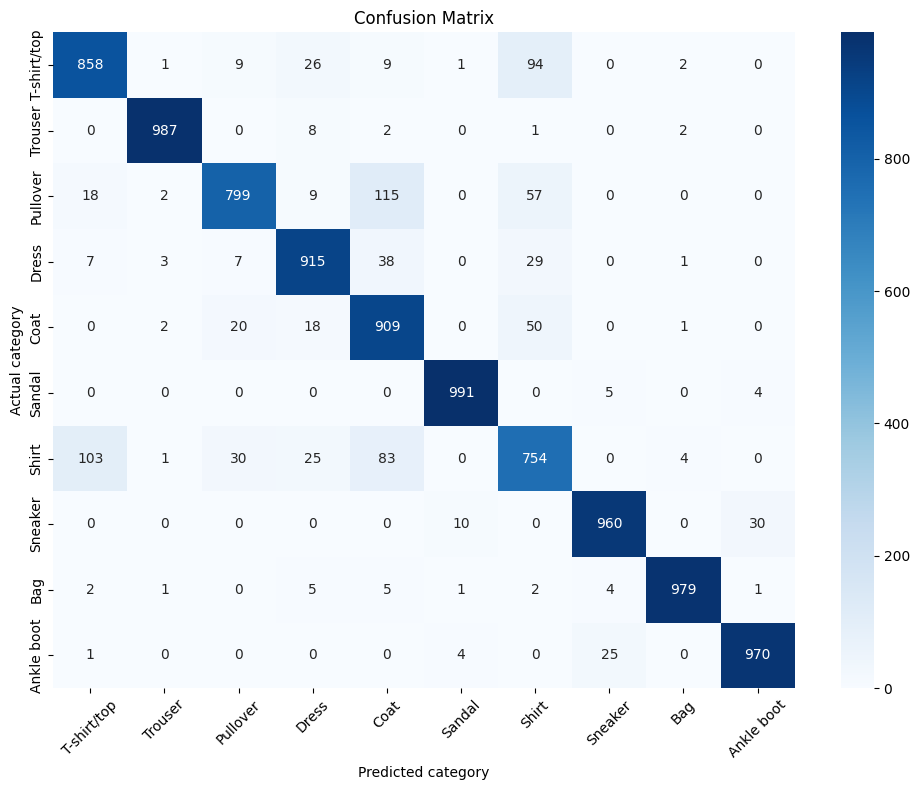 Confusion Matrix
Actual category
T-shirt/top 858 1 9 26 9 1 94 0 2 0
Trouser 0 987 0 8 2 0 1 0 2 0
Pullover 18 2 799 9 115 0 57 0 0 0
Dress 7 3 7 915 38 0 29 0 1 0
Coat 0 2 20 18 909 0 50 0 1 0
Sandal 0 0 0 0 0 991 0 5 0 4
Shirt 103 1 30 25 83 0 754 0 4 0
Sneaker 0 0 0 0 0 10 0 960 0 30
Bag 2 1 0 5 5 1 2 4 979 1
Ankle boot 1 0 0 0 0 4 0 25 0 970
T-shirt/top Trouser Pullover Dress Coat Sandal Shirt Sneaker Bag Ankle boot
Predicted category
800
600
400
200
0